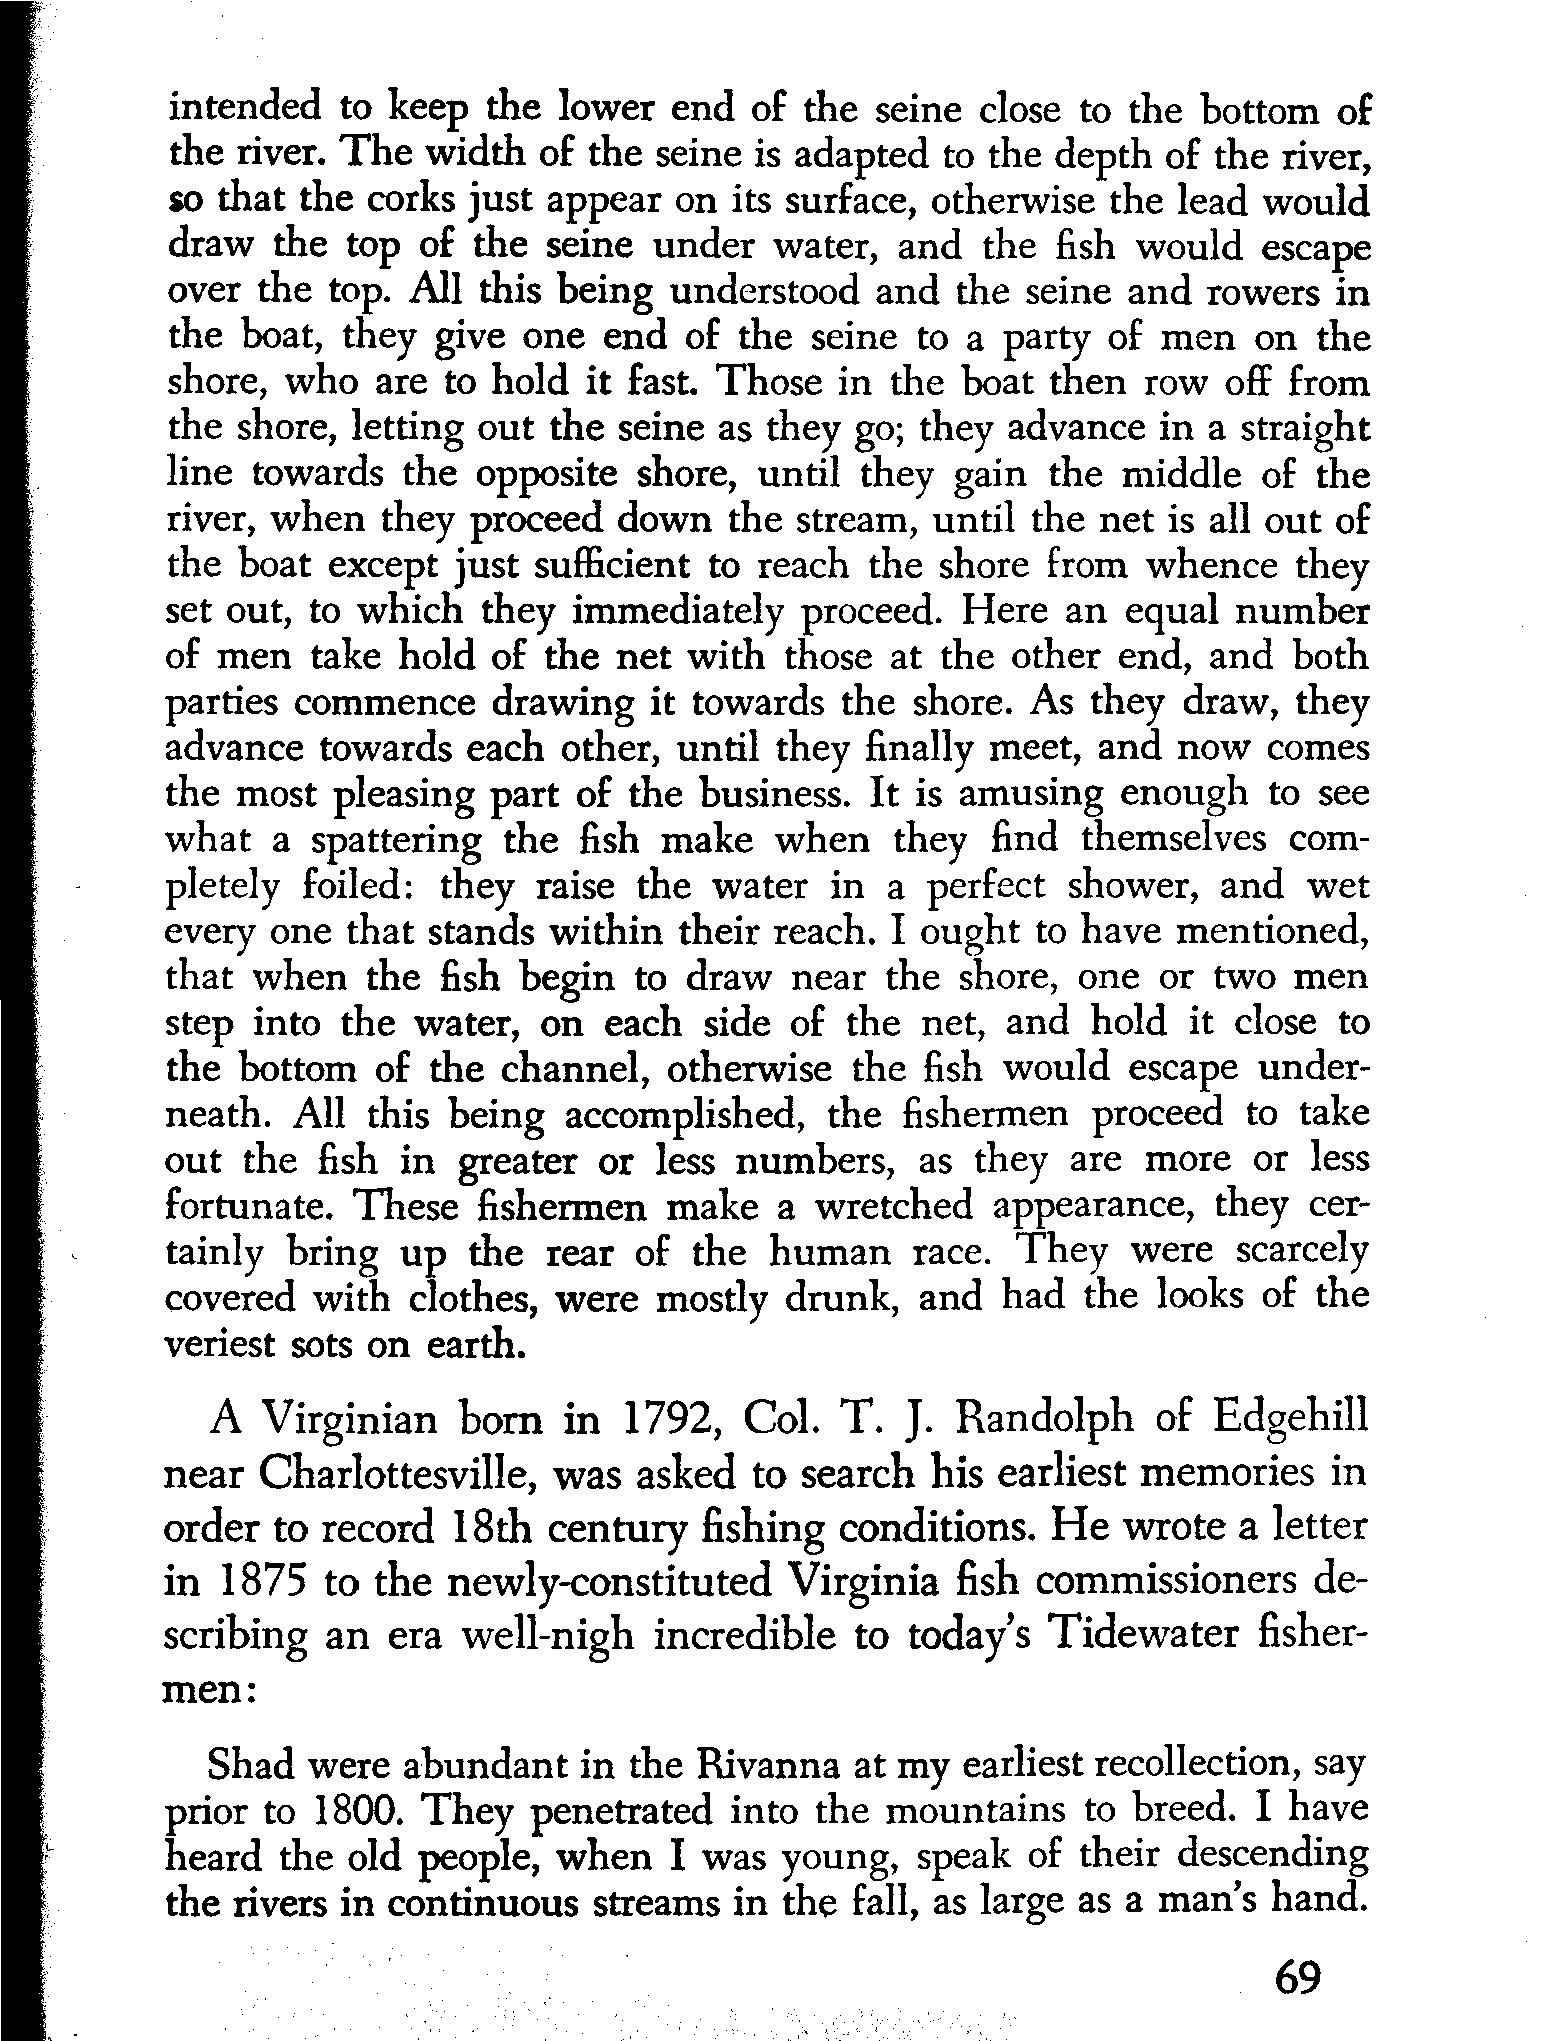 intended to keep the lower end of the seine close to the bottom of
the river. The width of the seine is adapted to the depth of the river,
so that the corks just appear on its surface, otherwise the lead would
draw the top of the seine under water, and the fish would escape
over the top. All this being understood and the seine and rowers in
the boat, they give one end of the seine to a party of men on the
shore, who are to hold it fast. Those in the boat then row off from
the shore, letting out the seine as they go; they advance in a straight
line towards the opposite shore, until they gain the middle of the
river, when they proceed down the stream, until the net is all out of
the boat except just sufficient to reach the shore from whence they
set out, to which they immediately proceed. Here an equal number
of men take hold of the net with those at the other end, and both
parties commence drawing it towards the shore. As they draw, they
advance towards each other, until they finally meet, and now comes
the most pleasing part of the business. It is amusing enough to see
what a spattering the fish make when they find themselves com-
pletely foiled: they raise the water in a perfect shower, and wet
every one that stands within their reach. I ought to have mentioned,
that when the fish begin to draw near the shore, one or two men
step into the water, on each side of the net, and hold it close to
the bottom of the channel, otherwise the fish would escape under-
neath. All this being accomplished, the fishermen proceed to take
out the fish in greater or less numbers, as they are more or less
fortunate. These fishermen make a wretched appearance, they cer-
tainly bring up the rear of the human race. They were scarcely
covered with clothes, were mostly drunk, and had the looks of the
veriest sots on earth.
A Virginian born in 1792, Col. T. J. Randolph of Edgehill
near Charlottesville, was asked to search his earliest memories in
order to record 18th century fishing conditions. He wrote a letter
in 1875 to the newly-constituted Virginia fish commissioners de-
scribing an era well-nigh incredible to today's Tidewater fisher-
men:
Shad were abundant in the Rivanna at my earliest recollection, say
prior to 1800. They penetrated into the mountains to breed. I have
heard the old people, when I was young, speak of their descending
the rivers in continuous streams in the fall, as large as a man's hand.
69